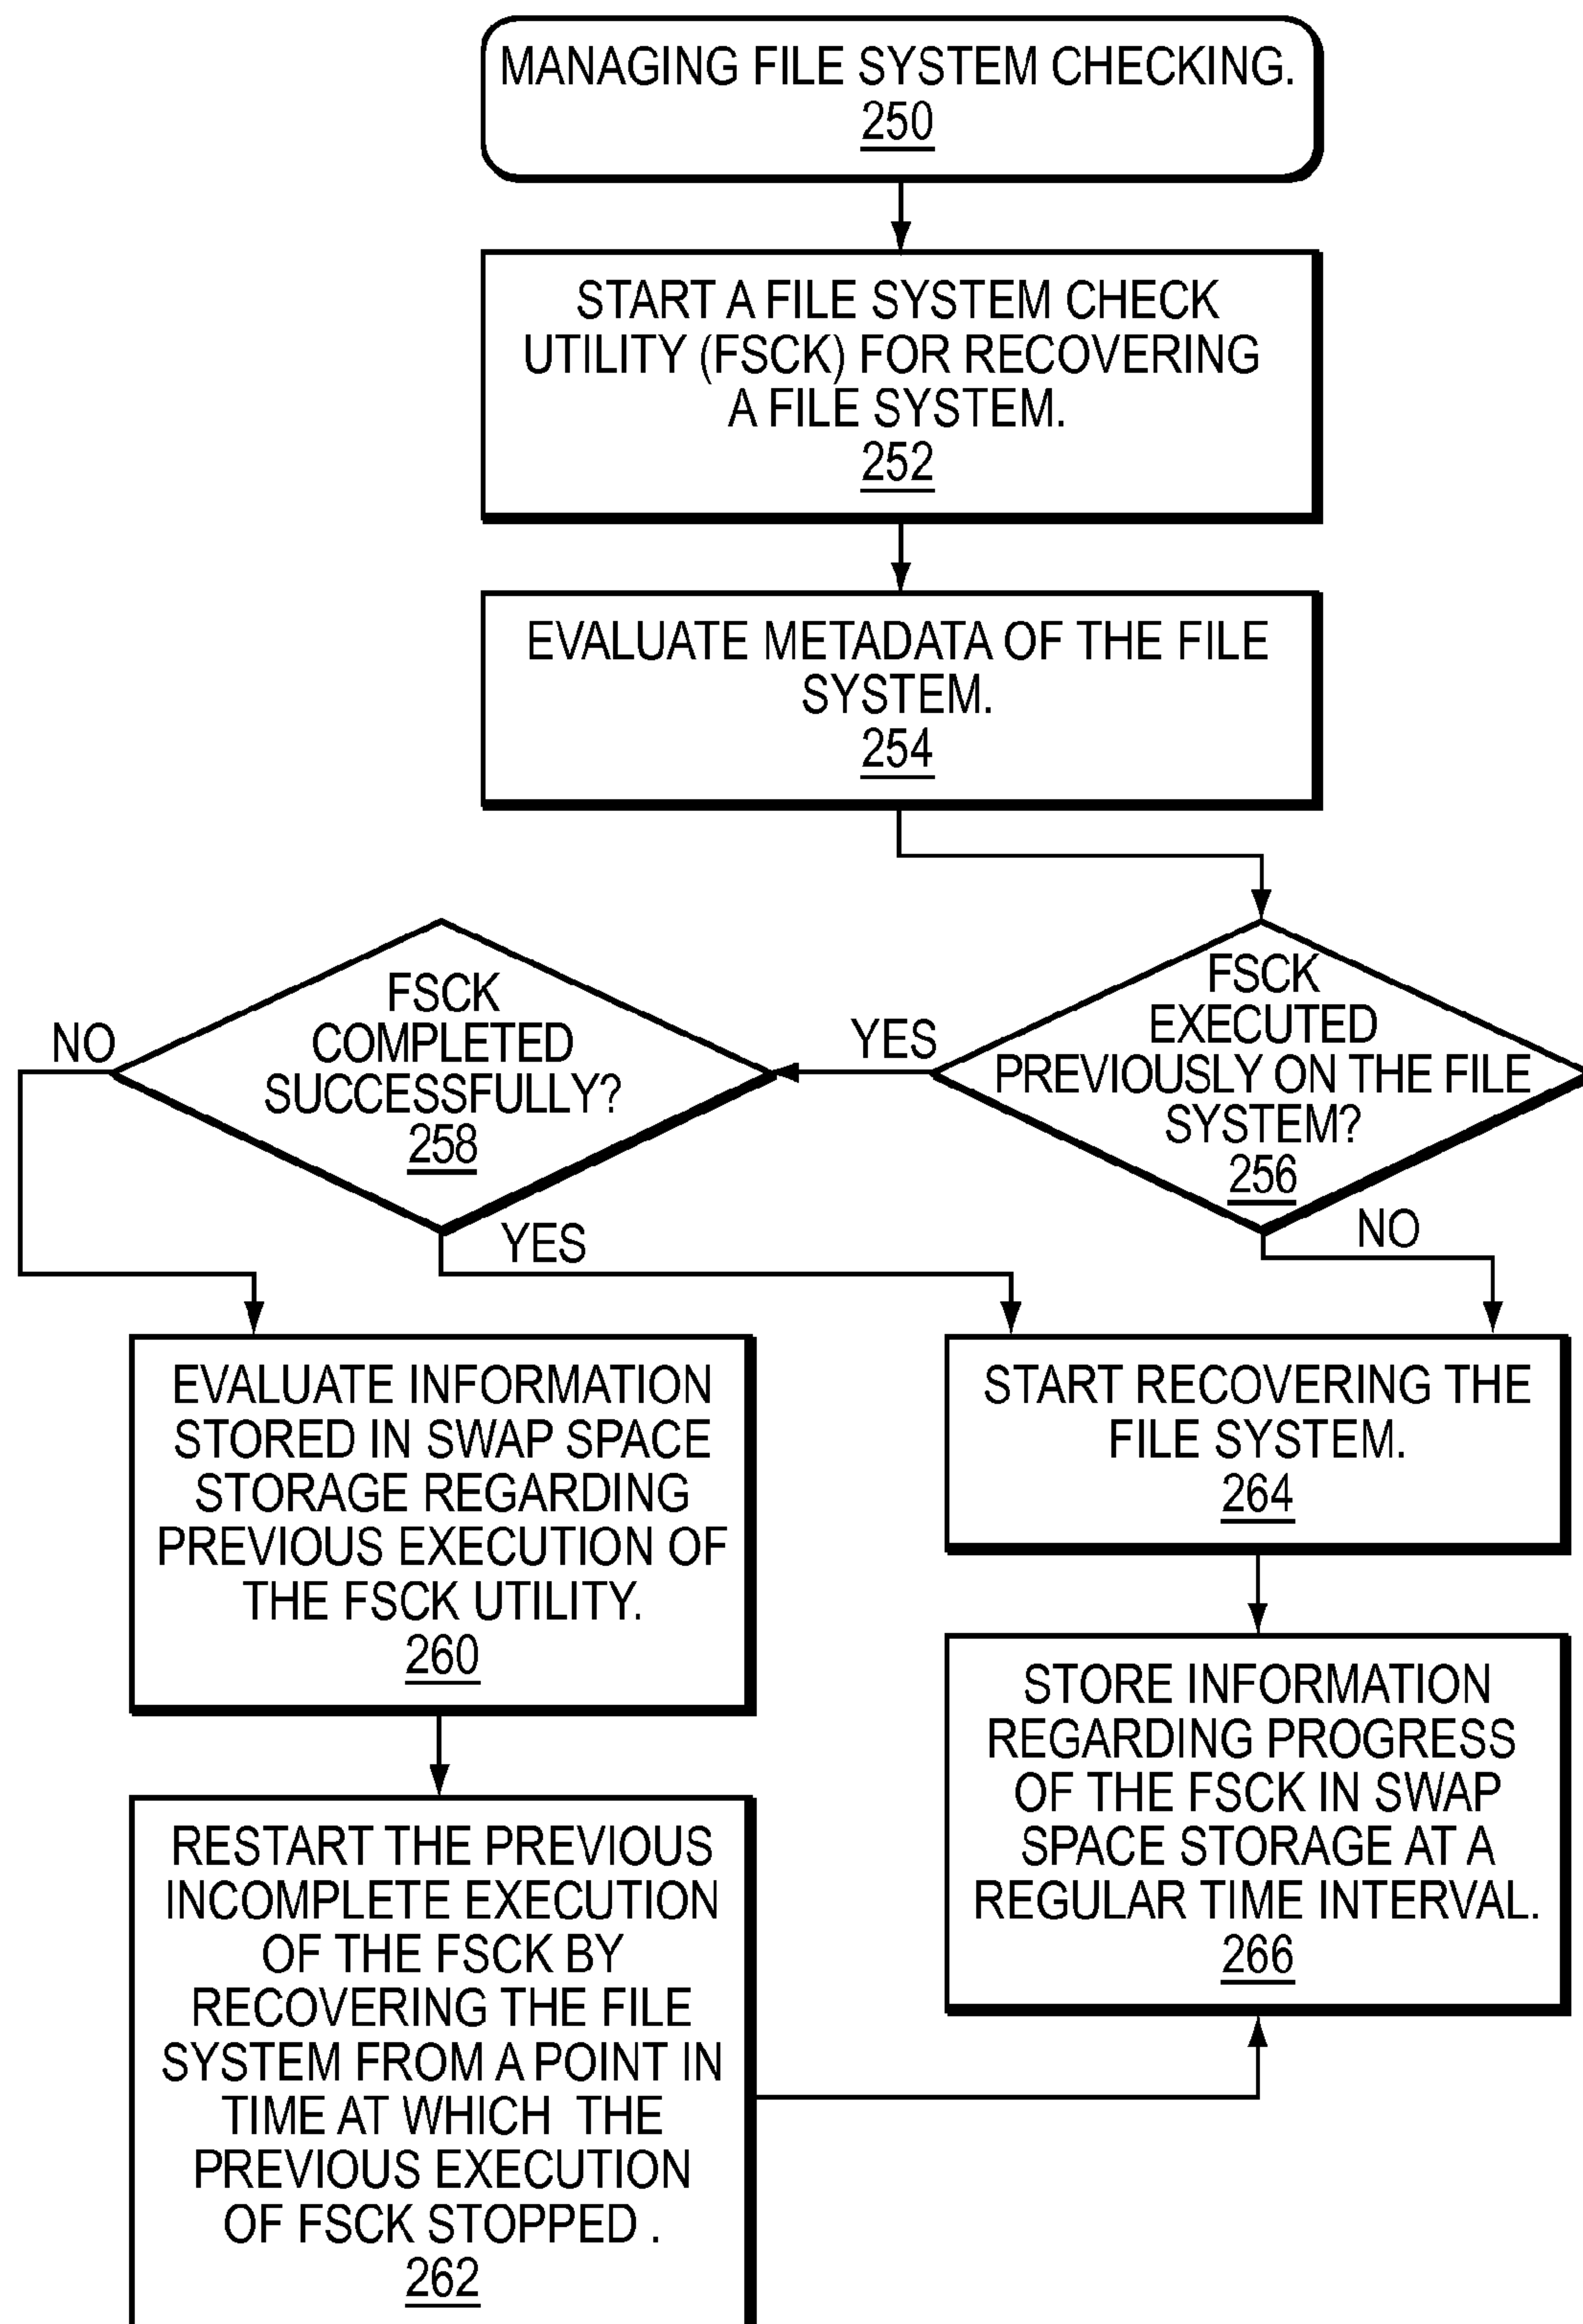 MANAGING FILE SYSTEM CHECKING.
250
START A FILE SYSTEM CHECK
UTILITY (FSCK) FOR RECOVERING
A FILE SYSTEM.
252
EVALUATE METADATA OF THE FILE
SYSTEM.
254
FSCK
EXECUTED
PREVIOUSLY ON THE FILE
SYSTEM?
256
YES
NO
FSCK
COMPLETED
SUCCESSFULLY?
258
NO
YES
EVALUATE INFORMATION
STORED IN SWAP SPACE
STORAGE REGARDING
PREVIOUS EXECUTION OF
THE FSCK UTILITY.
260
RESTART THE PREVIOUS
INCOMPLETE EXECUTION
OF THE FSCK BY
RECOVERING THE FILE
SYSTEM FROM A POINT IN
TIME AT WHICH THE
PREVIOUS EXECUTION
OF FSCK STOPPED .
262
START RECOVERING THE
FILE SYSTEM.
264
STORE INFORMATION
REGARDING PROGRESS
OF THE FSCK IN SWAP
SPACE STORAGE AT A
REGULAR TIME INTERVAL.
266